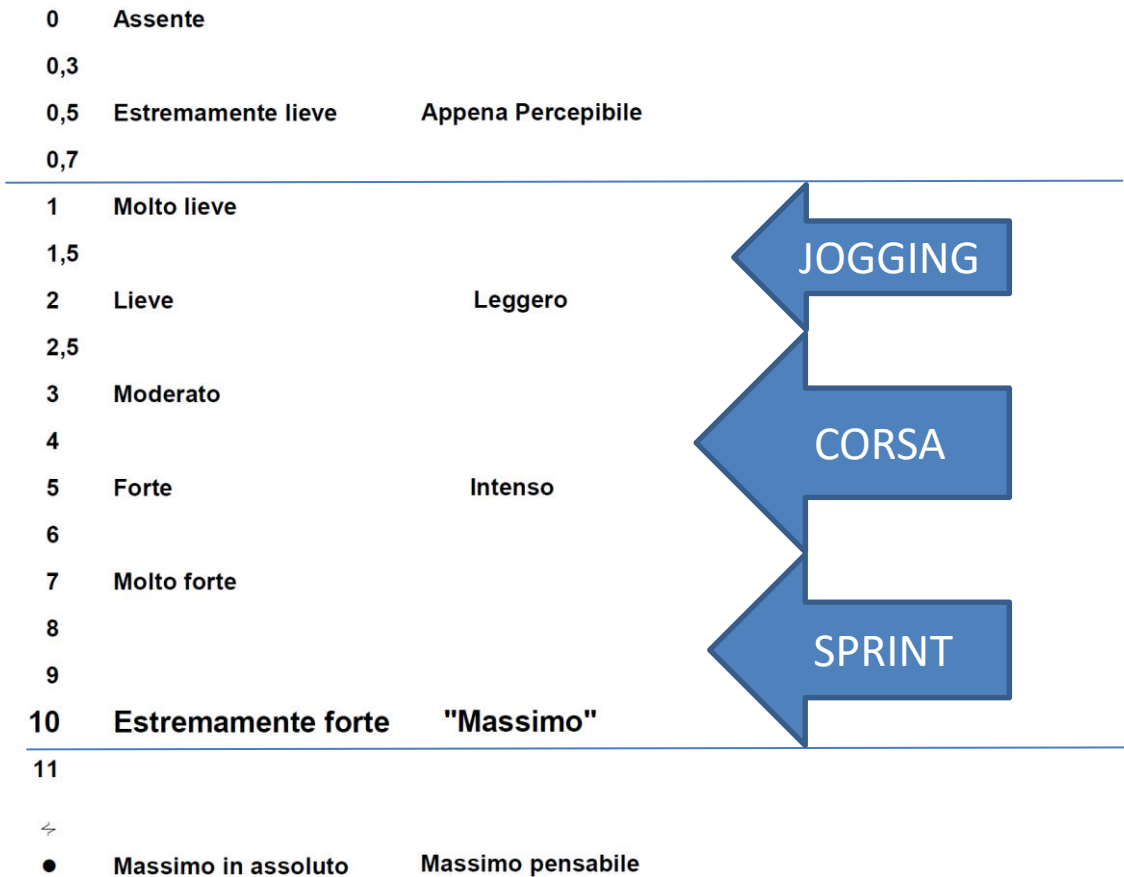 0 Assente
0,3
0,5 Estremamente lieve Appena Percepibile
0,7
1 Molto lieve
1,5 JOGGING
2 Lieve Leggero
2,5
3 Moderato
4 CORSA
5 Forte Intenso
6
7 Molto forte
8 SPRINT
9
10 Estremamente forte "Massimo"
11
● Massimo in assoluto Massimo pensabile